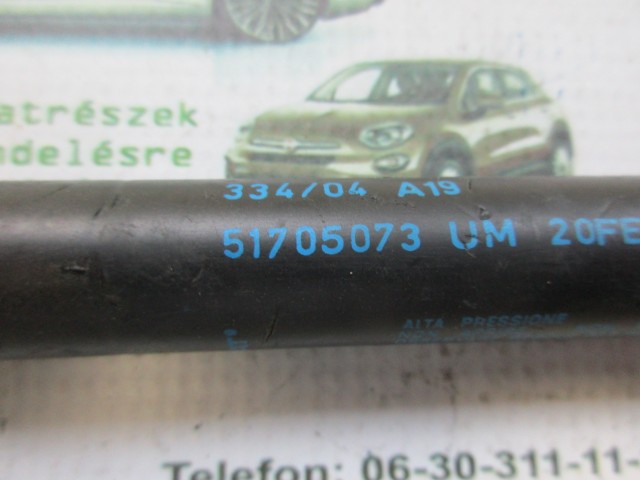 atrészek
ndelésre
334/04 A19
51705073 UM 20FE
ALTA PRESSIONE
Telefon: 06-30-311-11-